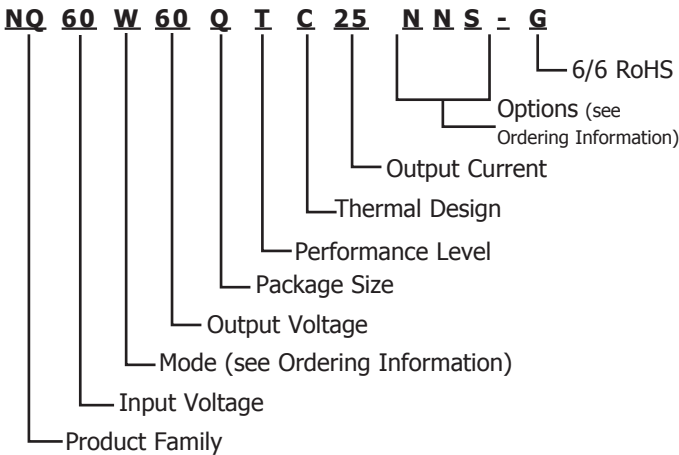 NQ 60 W 60 Q T C 25 N N S - G
6/6 RoHS
Options (see
Ordering Information)
Output Current
Thermal Design
Performance Level
Package Size
Output Voltage
Mode (see Ordering Information)
Input Voltage
Product Family